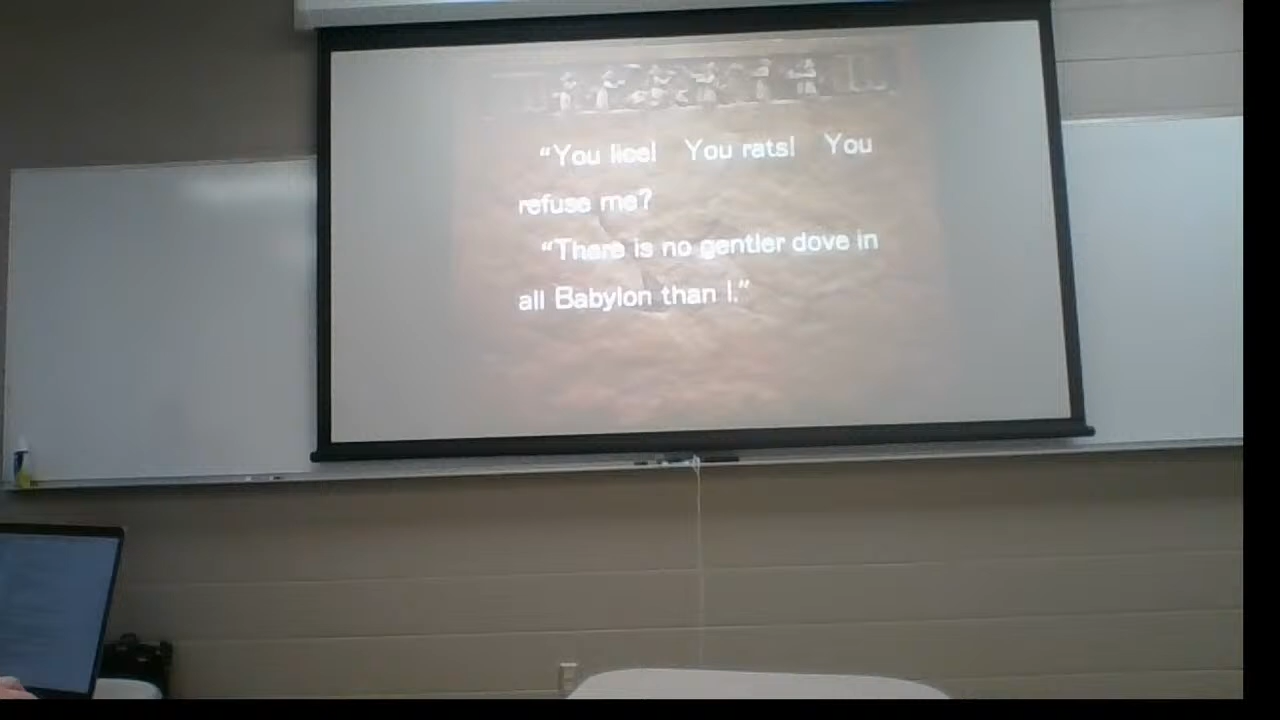 “You lice! You rats! You
refuse me?
“There is no gentler dove in
all Babylon than I.”